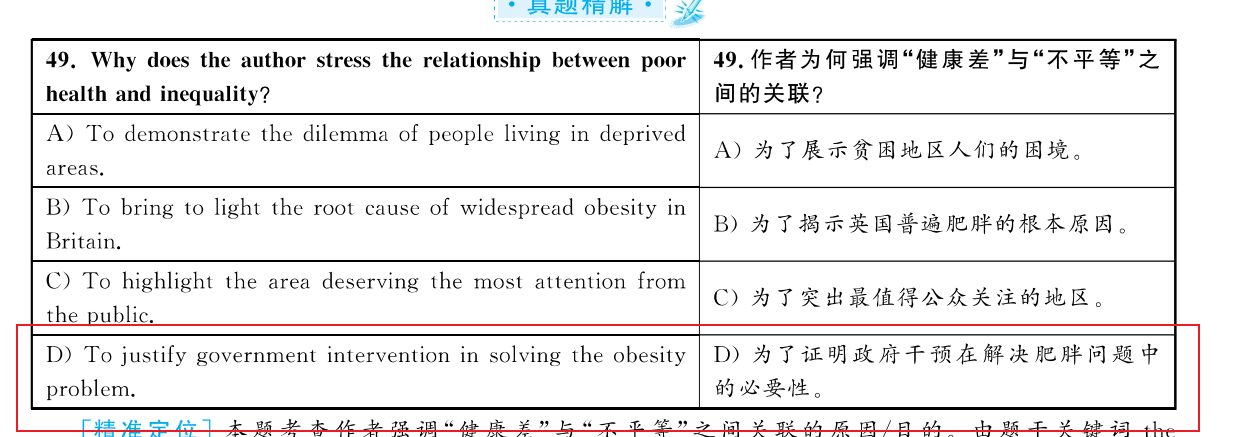 ·真题精解·
49. Why does the author stress the relationship between poor
health and inequality?
49.作者为何强调“健康差”与“不平等”之
间的关联?
A) To demonstrate the dilemma of people living in deprived
areas.
A) 为了展示贫困地区人们的困境。
B) To bring to light the root cause of widespread obesity in
Britain.
B) 为了揭示英国普遍肥胖的根本原因。
C) To highlight the area deserving the most attention from
the public.
C) 为了突出最值得公众关注的地区。
D) To justify government intervention in solving the obesity
problem.
D) 为了证明政府干预在解决肥胖问题中
的必要性。
[精准定位] 本题考查作者强调“健康差”与“不平等”之间关联的原因/目的。由题干关键词 the